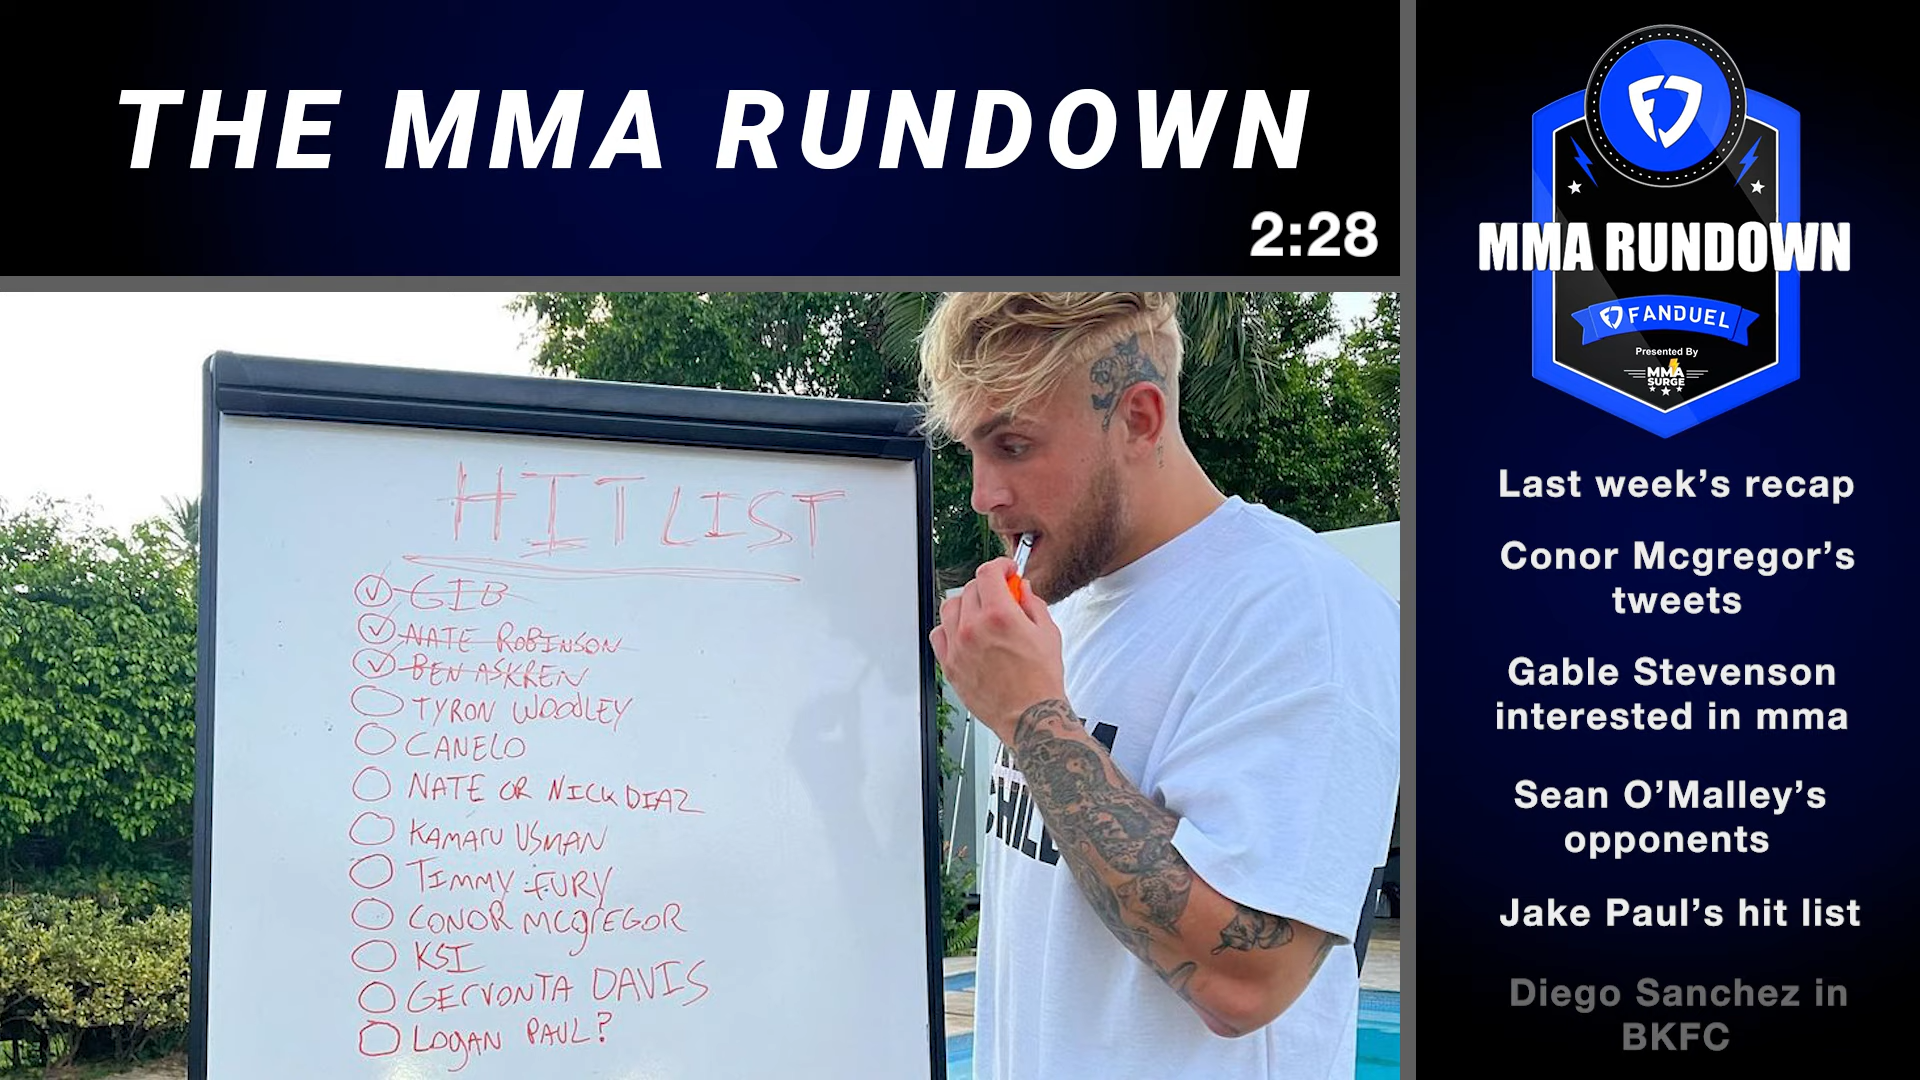 THE MMA RUNDOWN
2:28
HIT LIST
GIB
NATE ROBINSON
BEN ASKREN
TYRON WOODLEY
CANELO
NATE OR NICK DIAZ
KAMARU USMAN
TIMMY FURY
CONOR MCgREGOR
KSI
GERVONTA DAVIS
LOgAN PAUL?
CHILD
MMA RUNDOWN
FANDUEL
Presented By
MMA
SURGE
Last week's recap
Conor Mcgregor's
tweets
Gable Stevenson
interested in mma
Sean O'Malley's
opponents
Jake Paul's hit list
Diego Sanchez in
BKFC